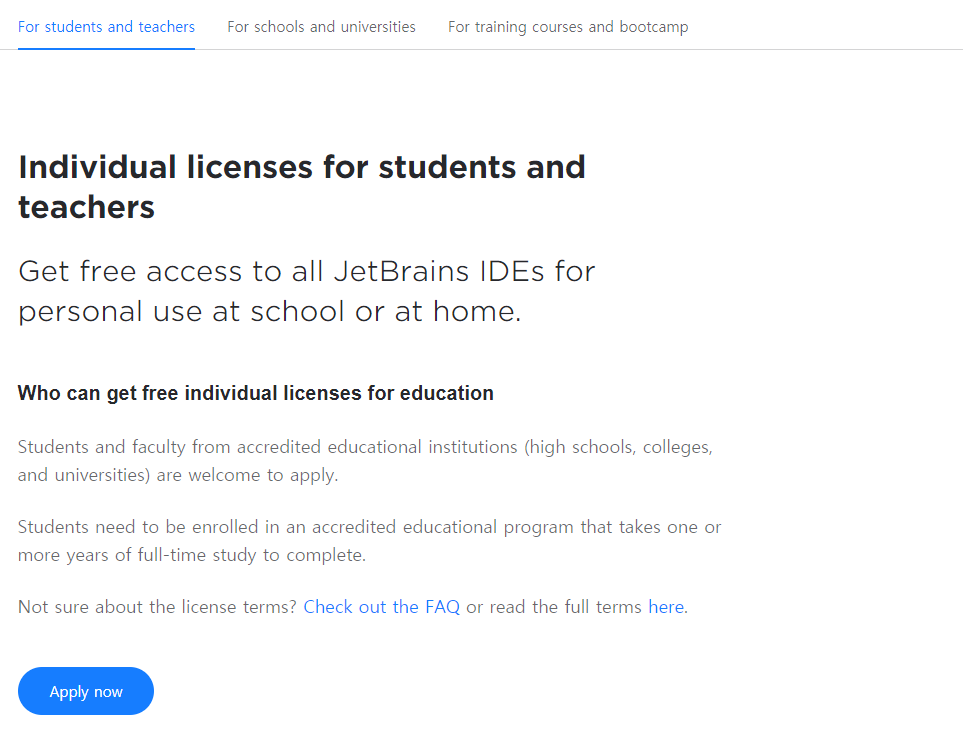 For students and teachers
For schools and universities
For training courses and bootcamp
Individual licenses for students and
teachers
Get free access to all JetBrains IDEs for
personal use at school or at home.
Who can get free individual licenses for education
Students and faculty from accredited educational institutions (high schools, colleges,
and universities) are welcome to apply.
Students need to be enrolled in an accredited educational program that takes one or
more years of full-time study to complete.
Not sure about the license terms? Check out the FAQ or read the full terms here.
Apply now